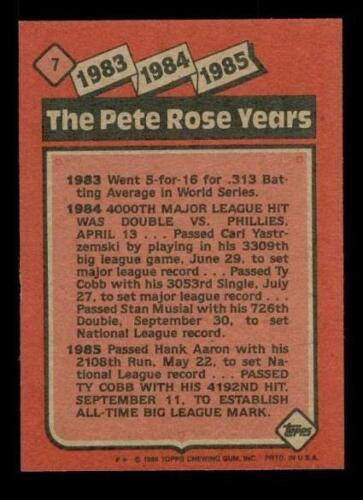 7
1983 1984 1985
The Pete Rose Years
1983 Went 5-for-16 for .313 Bat-
ting Average in World Series.
1984 4000TH MAJOR LEAGUE HIT
WAS DOUBLE VS. PHILLIES,
APRIL 13 . . . Passed Carl Yastr-
zemski by playing in his 3309th
big league game, June 29, to set
major league record . . . Passed Ty
Cobb with his 3053rd Single, July
27, to set major league record . . .
Passed Stan Musial with his 726th
Double, September 30, to set
National League record.
1985 Passed Hank Aaron with his
2108th Run, May 22, to set Na-
tional League record . . . PASSED
TY COBB WITH HIS 4192ND HIT,
SEPTEMBER 11, TO ESTABLISH
ALL-TIME BIG LEAGUE MARK.
Topps
© 1986 TOPPS CHEWING GUM, INC. PRTD. IN U.S.A.